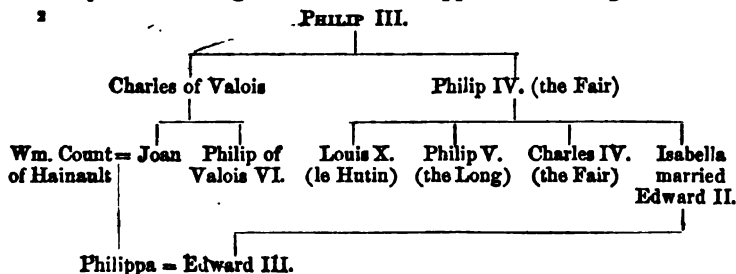 2
PHILIP III.
Charles of Valois Philip IV. (the Fair)
Wm. Count = Joan Philip of Louis X. Philip V. Charles IV. Isabella
of Hainault Valois VI. (le Hutin) (the Long) (the Fair) married
Edward II.
Philippa = Edward III.